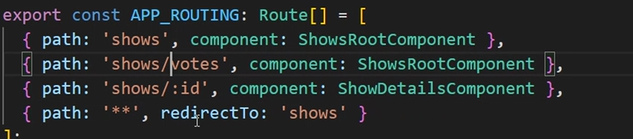 export const APP_ROUTING: Route[] = [
{ path: 'shows', component: ShowsRootComponent },
{ path: 'shows/votes', component: ShowsRootComponent },
{ path: 'shows/:id', component: ShowDetailsComponent },
{ path: '**', redirectTo: 'shows' }
];